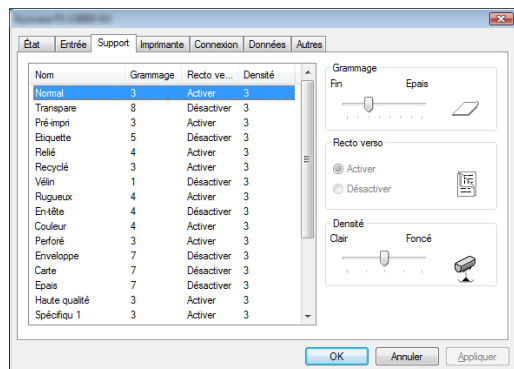 État Entrée Support Imprimante Connexion Données Autres
Nom Grammage Recto ve... Densité
Normal 3 Activer 3
Transpare 8 Désactiver 3
Pré-impri 3 Activer 3
Etiquette 5 Désactiver 3
Relié 4 Activer 3
Recyclé 3 Activer 3
Vélin 1 Désactiver 3
Rugueux 4 Activer 3
En-tête 4 Désactiver 3
Couleur 4 Activer 3
Perforé 3 Activer 3
Enveloppe 7 Désactiver 3
Carte 7 Désactiver 3
Epais 7 Désactiver 3
Haute qualité 3 Activer 3
Spécifiqu 1 3 Activer 3
Grammage
Fin Epais
Recto verso
Activer
Désactiver
Densité
Clair Foncé
OK Annuler Appliquer